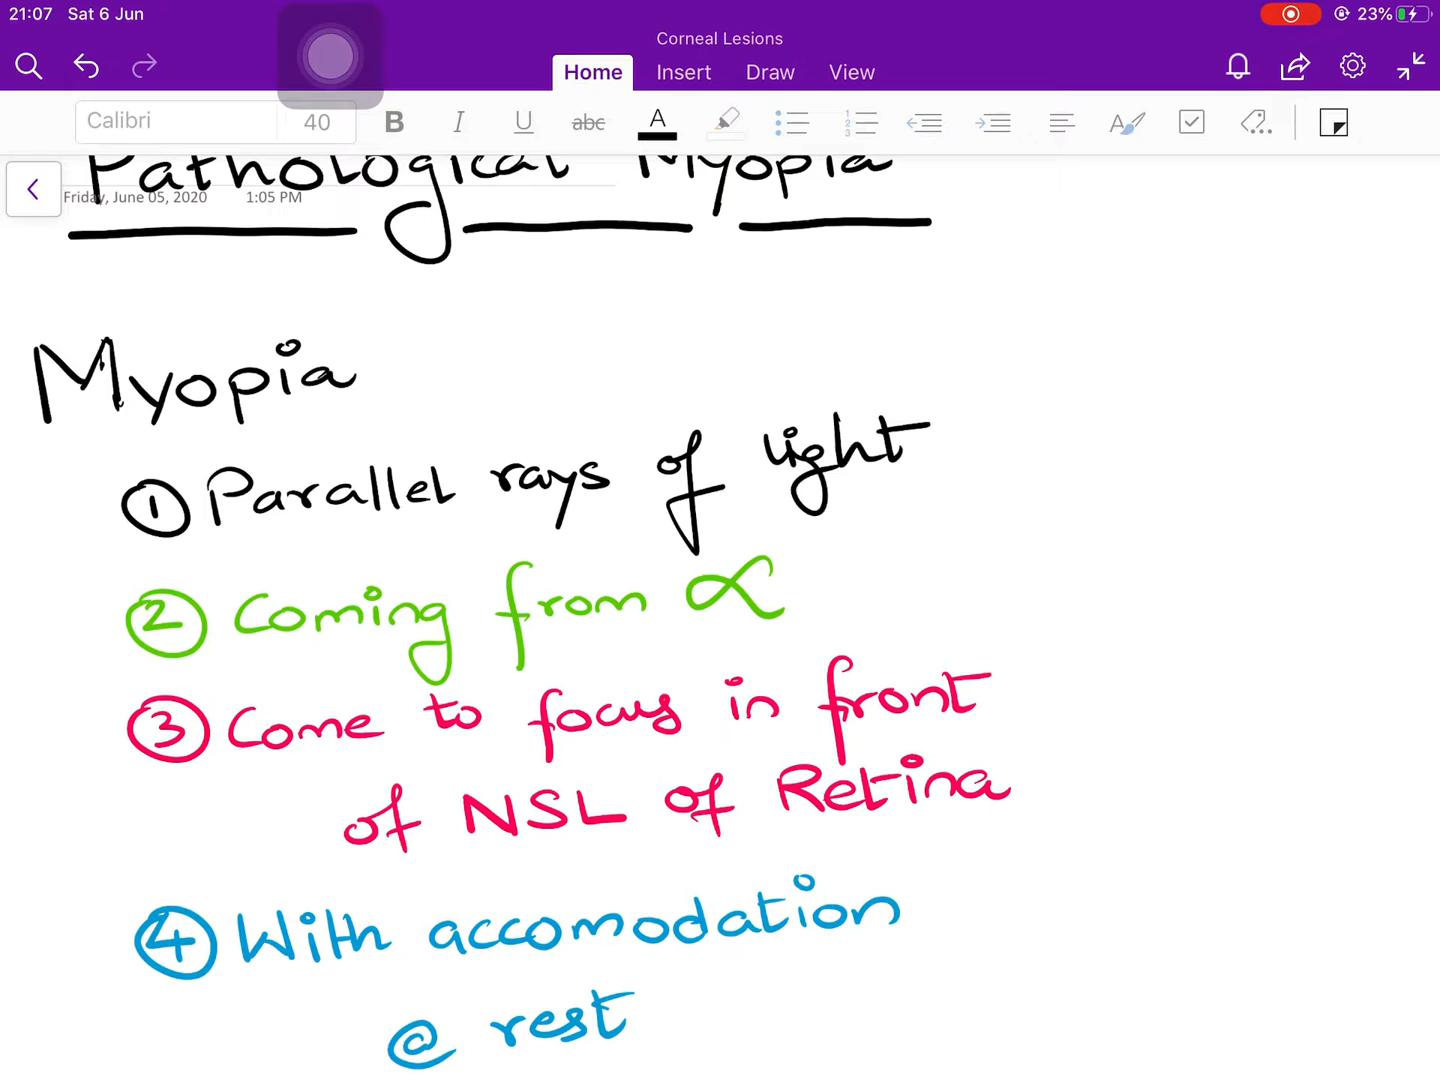 21:07 Sat 6 Jun
23%
Corneal Lesions
Home Insert Draw View
Calibri 40 B I U abc A
Pathological Myopia
Friday, June 05, 2020 1:05 PM
Myopia
① Parallel rays of light
② Coming from ∝
③ Come to focus in front
of NSL of Retina
④ With accomodation
@ rest